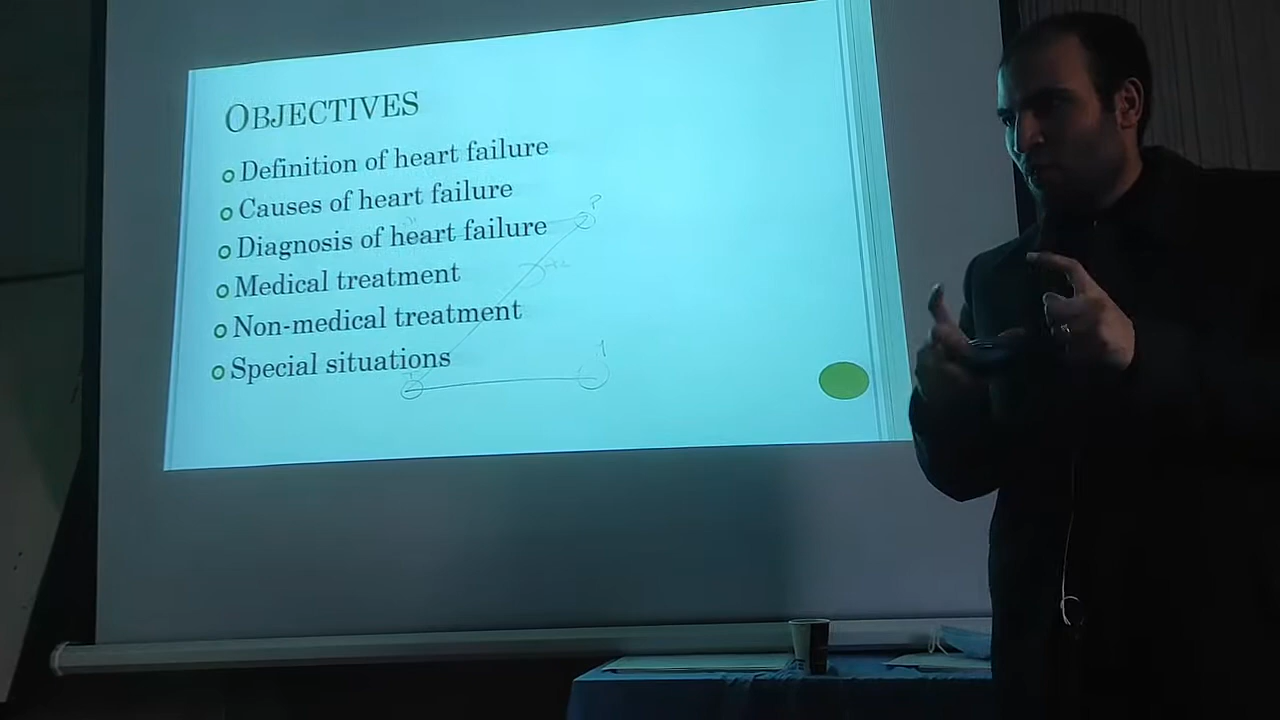 OBJECTIVES
Definition of heart failure
Causes of heart failure
Diagnosis of heart failure
Medical treatment
Non-medical treatment
Special situations